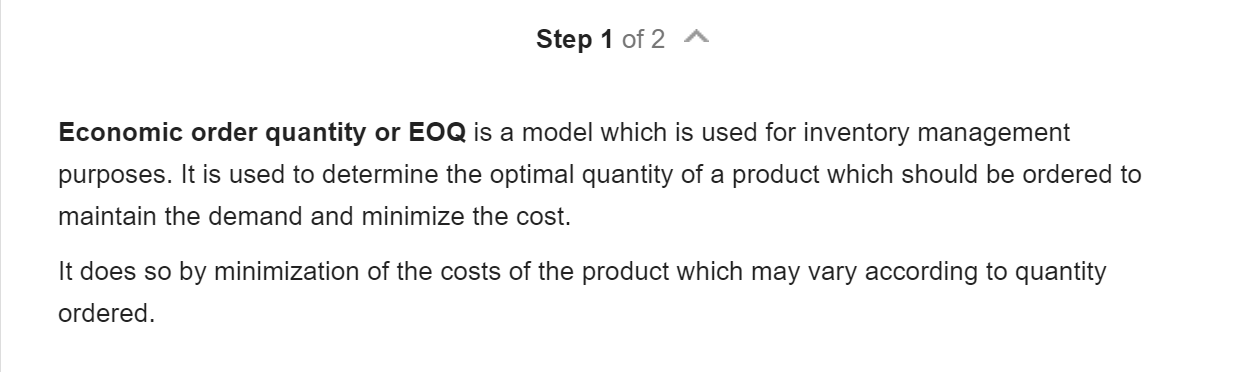 Step 1 of 2
Economic order quantity or EOQ is a model which is used for inventory management
purposes. It is used to determine the optimal quantity of a product which should be ordered to
maintain the demand and minimize the cost.
It does so by minimization of the costs of the product which may vary according to quantity
ordered.